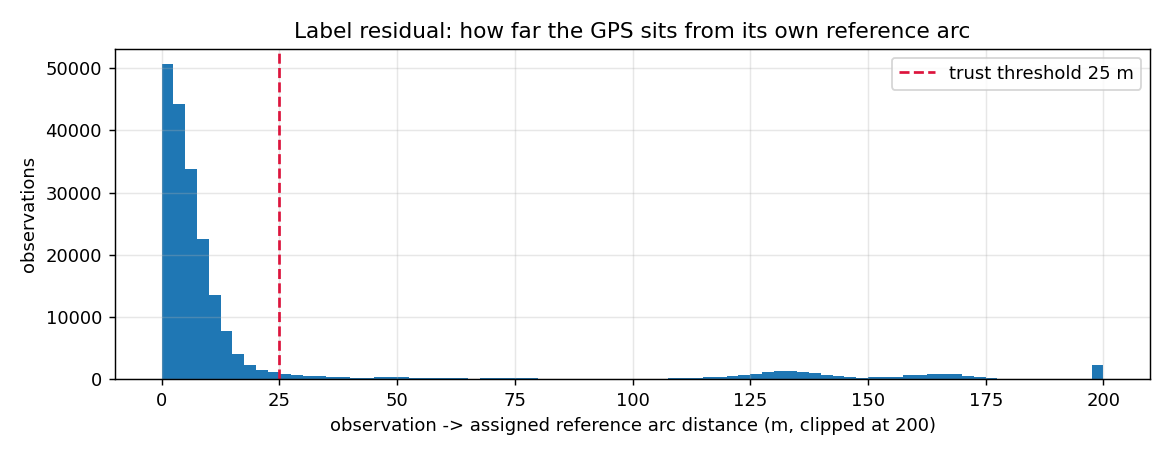 Label residual: how far the GPS sits from its own reference arc
trust threshold 25 m
observations
50000
40000
30000
20000
10000
0
0 25 50 75 100 125 150 175 200
observation -> assigned reference arc distance (m, clipped at 200)